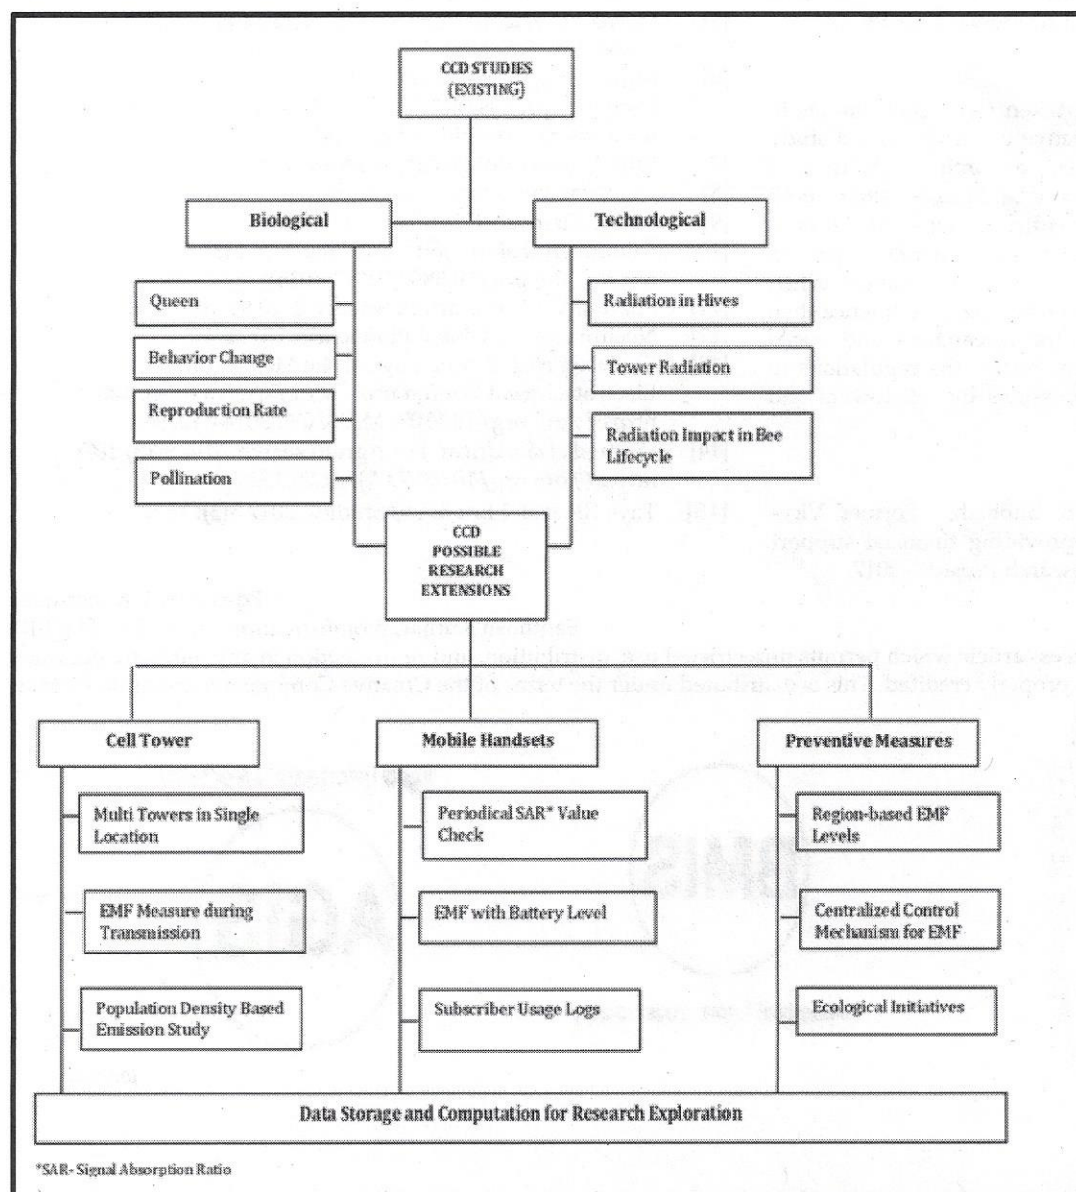 CCD STUDIES
(EXISTING)
Biological
Technological
Queen
Behavior Change
Reproduction Rate
Pollination
Radiation in Hives
Tower Radiation
Radiation Impact in Bee
Lifecycle
CCD
POSSIBLE
RESEARCH
EXTENSIONS
Cell Tower
Multi Towers in Single
Location
EMF Measure during
Transmission
Population Density Based
Emission Study
Mobile Handsets
Periodical SAR* Value
Check
EMF with Battery Level
Subscriber Usage Logs
Preventive Measures
Region-based EMF
Levels
Centralized Control
Mechanism for EMF
Ecological Initiatives
Data Storage and Computation for Research Exploration
*SAR- Signal Absorption Ratio